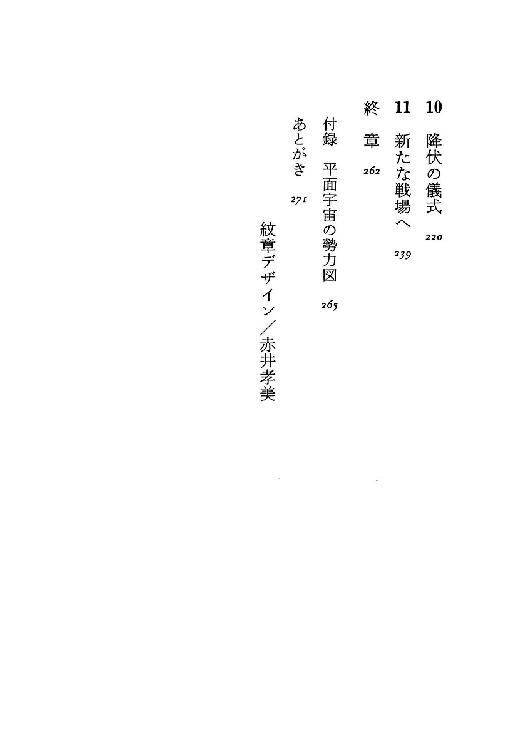 10 降伏の儀式 220
11 新たな戦場へ 239
終章 262
付録 平面宇宙の勢力図 265
あとがき 271
紋章デザイン／赤井孝美